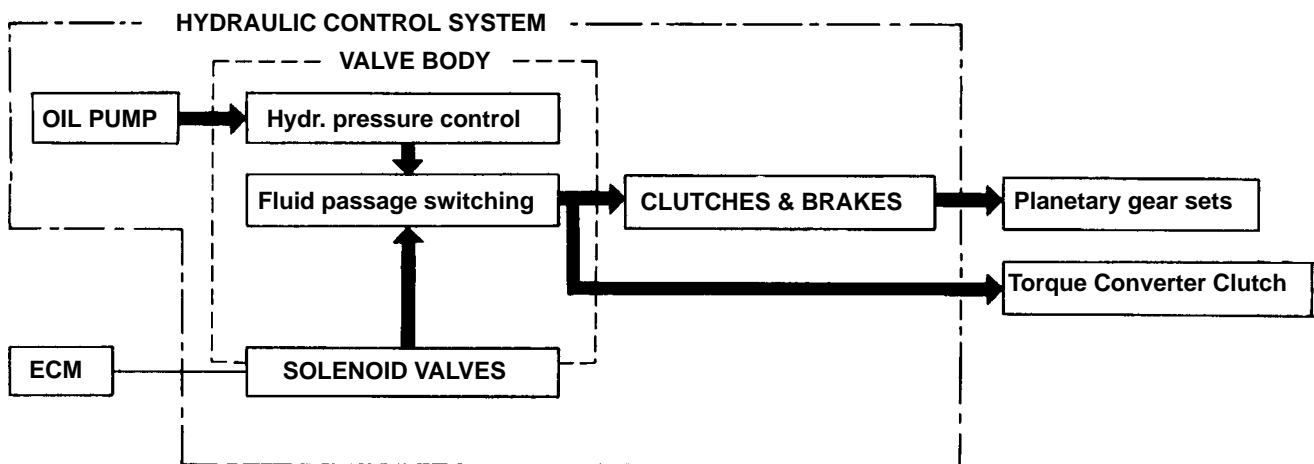 HYDRAULIC CONTROL SYSTEM
VALVE BODY
OIL PUMP
Hydr. pressure control
Fluid passage switching
CLUTCHES & BRAKES
Planetary gear sets
Torque Converter Clutch
ECM
SOLENOID VALVES